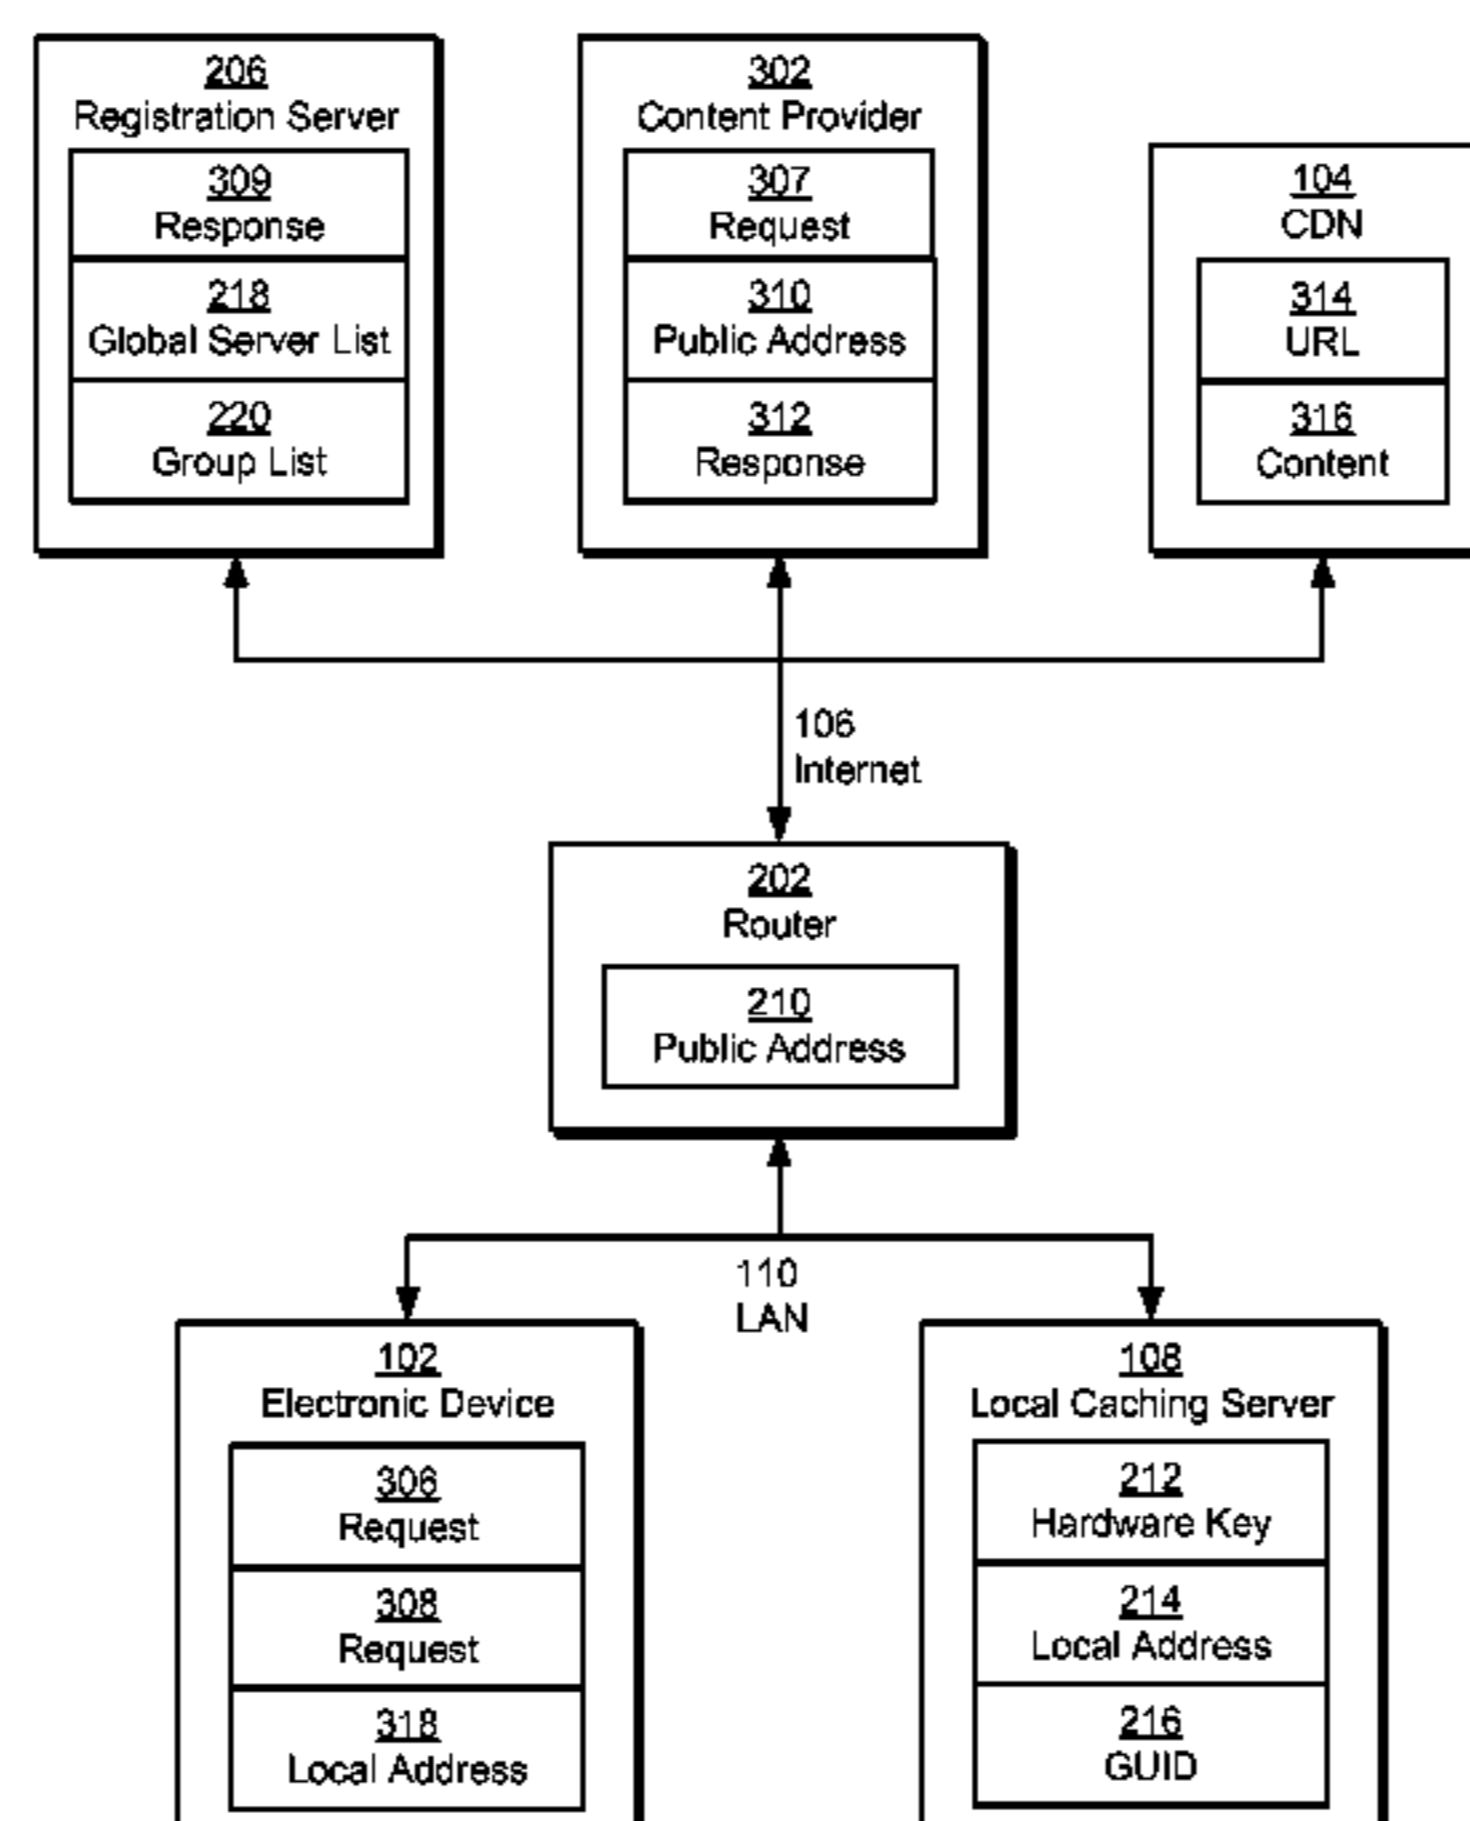 206
Registration Server
309
Response
218
Global Server List
220
Group List
302
Content Provider
307
Request
310
Public Address
312
Response
104
CDN
314
URL
316
Content
106
Internet
202
Router
210
Public Address
110
LAN
102
Electronic Device
306
Request
308
Request
318
Local Address
108
Local Caching Server
212
Hardware Key
214
Local Address
216
GUID